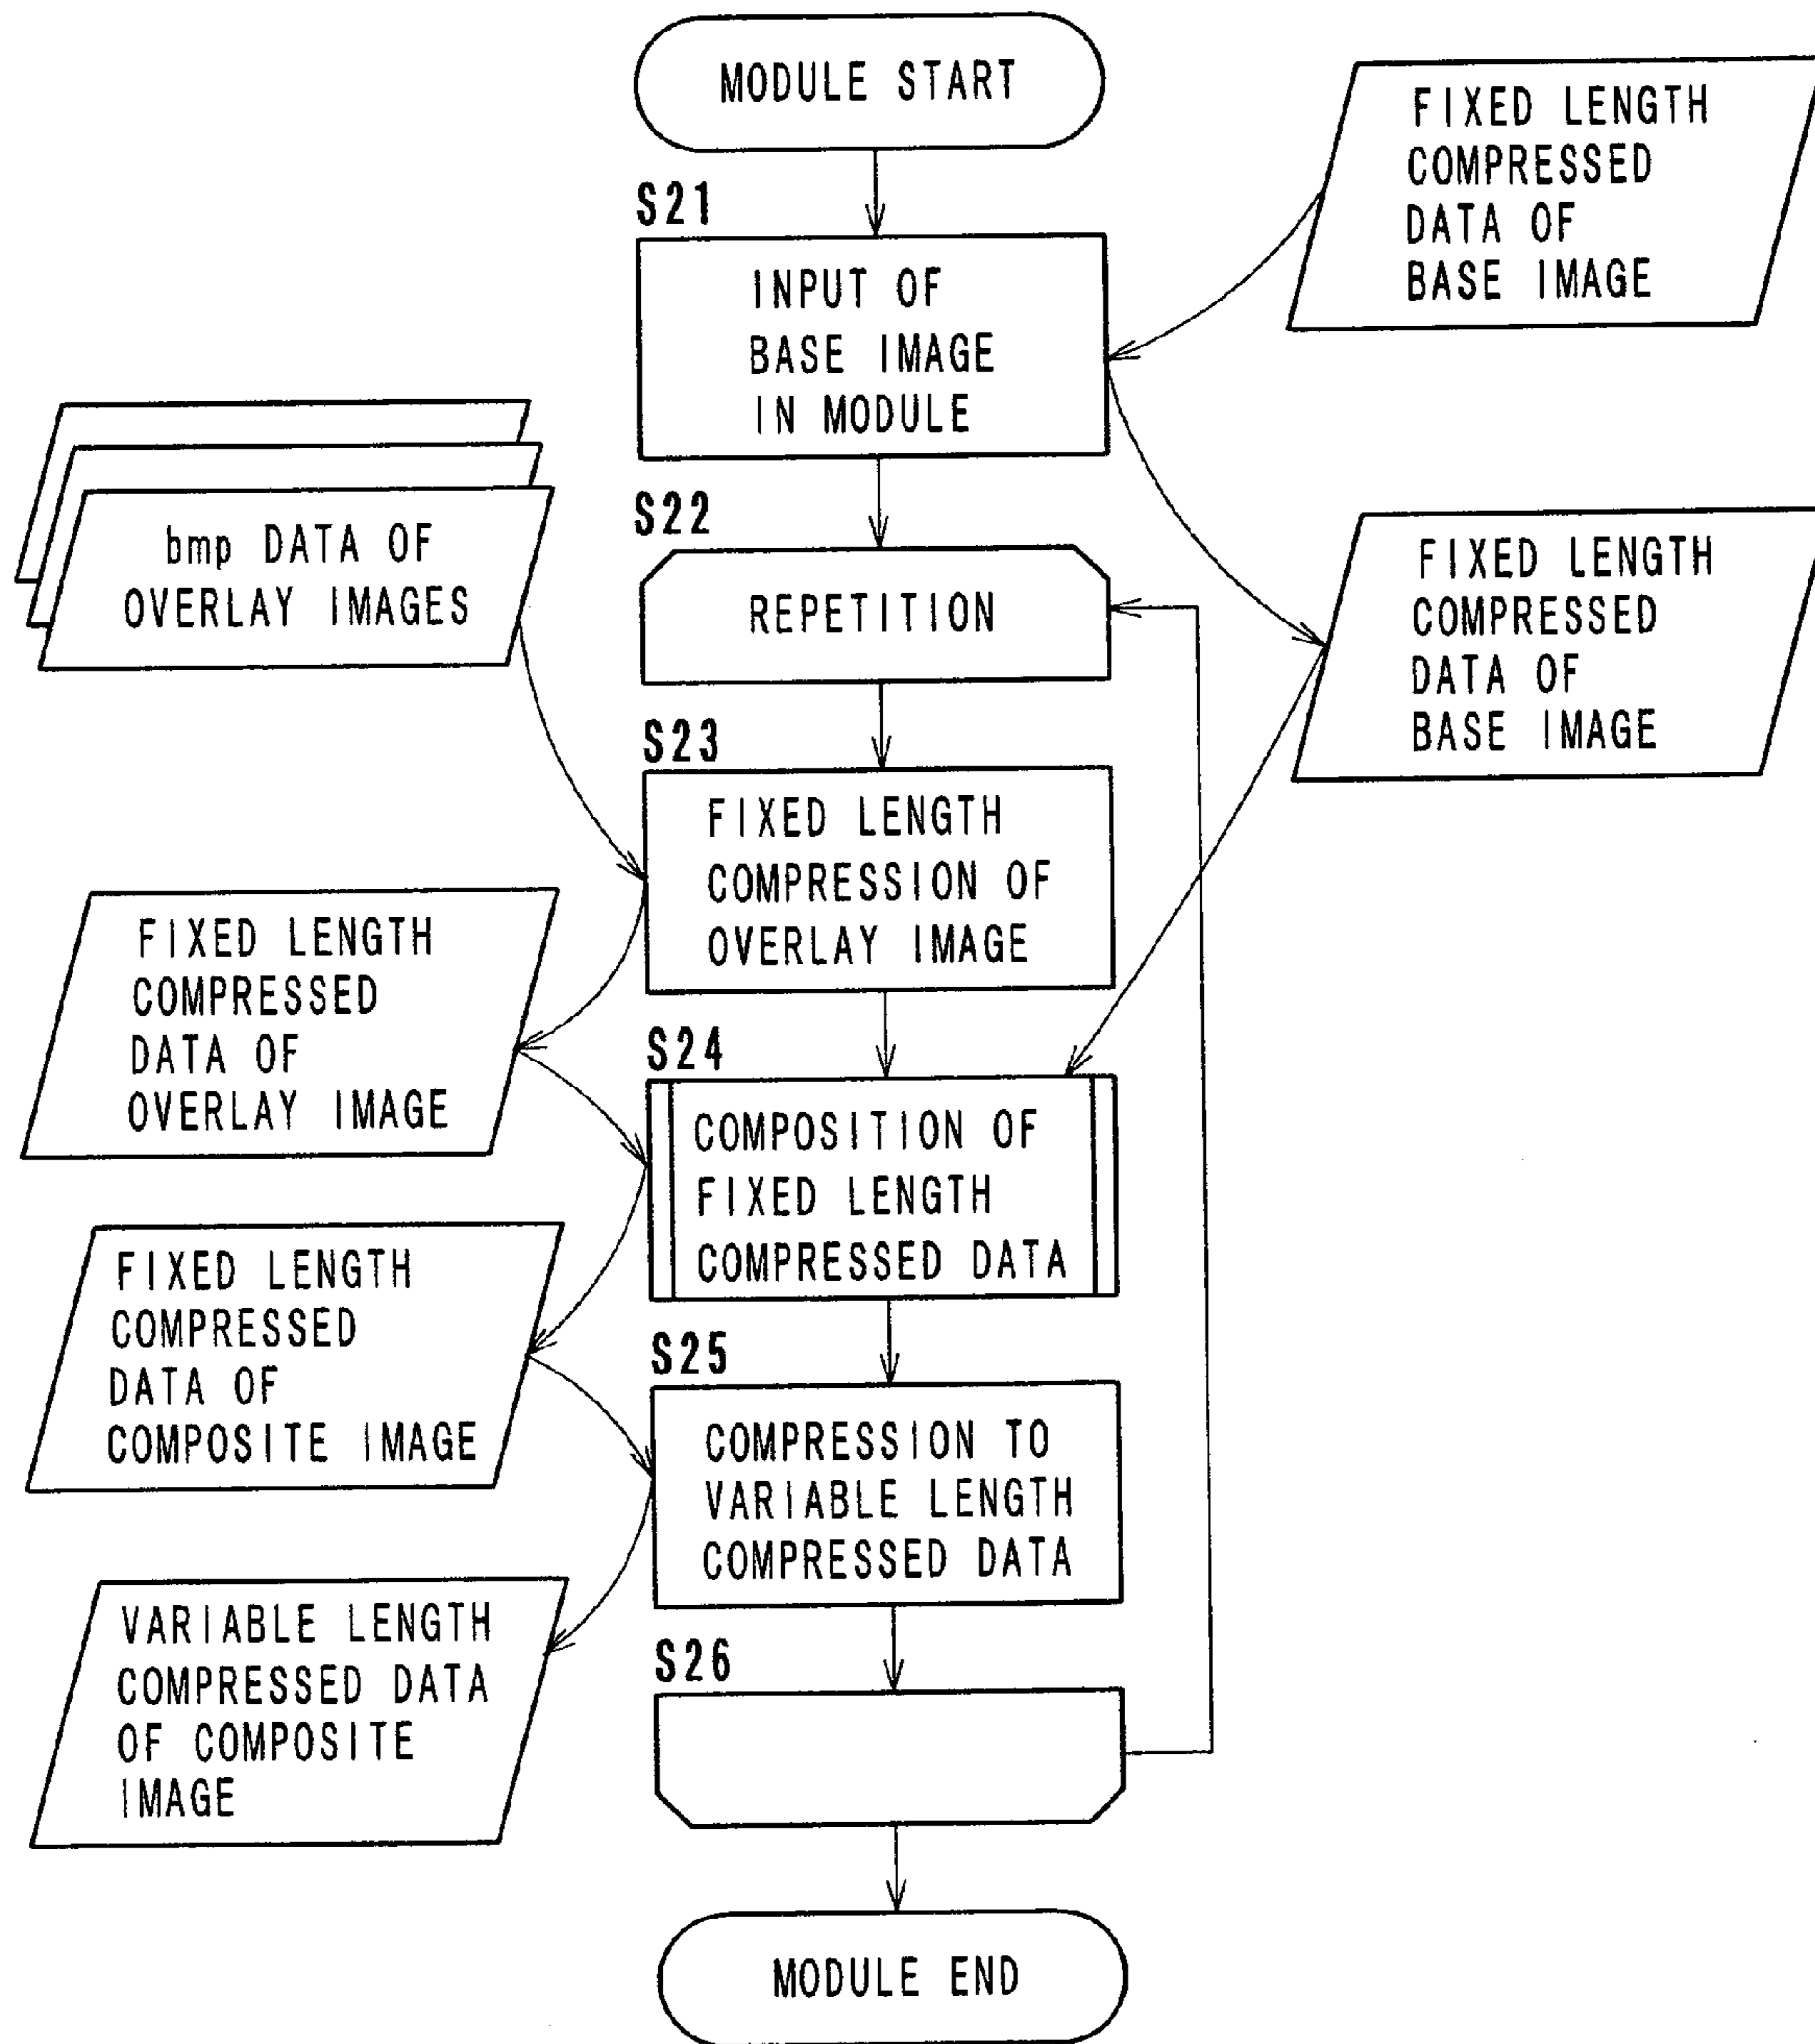 MODULE START
FIXED LENGTH
COMPRESSED
DATA OF
BASE IMAGE
S21
INPUT OF
BASE IMAGE
IN MODULE
bmp DATA OF
OVERLAY IMAGES
S22
REPETITION
FIXED LENGTH
COMPRESSED
DATA OF
BASE IMAGE
S23
FIXED LENGTH
COMPRESSION OF
OVERLAY IMAGE
FIXED LENGTH
COMPRESSED
DATA OF
OVERLAY IMAGE
S24
COMPOSITION OF
FIXED LENGTH
COMPRESSED DATA
FIXED LENGTH
COMPRESSED
DATA OF
COMPOSITE IMAGE
S25
COMPRESSION TO
VARIABLE LENGTH
COMPRESSED DATA
VARIABLE LENGTH
COMPRESSED DATA
OF COMPOSITE
IMAGE
S26
MODULE END